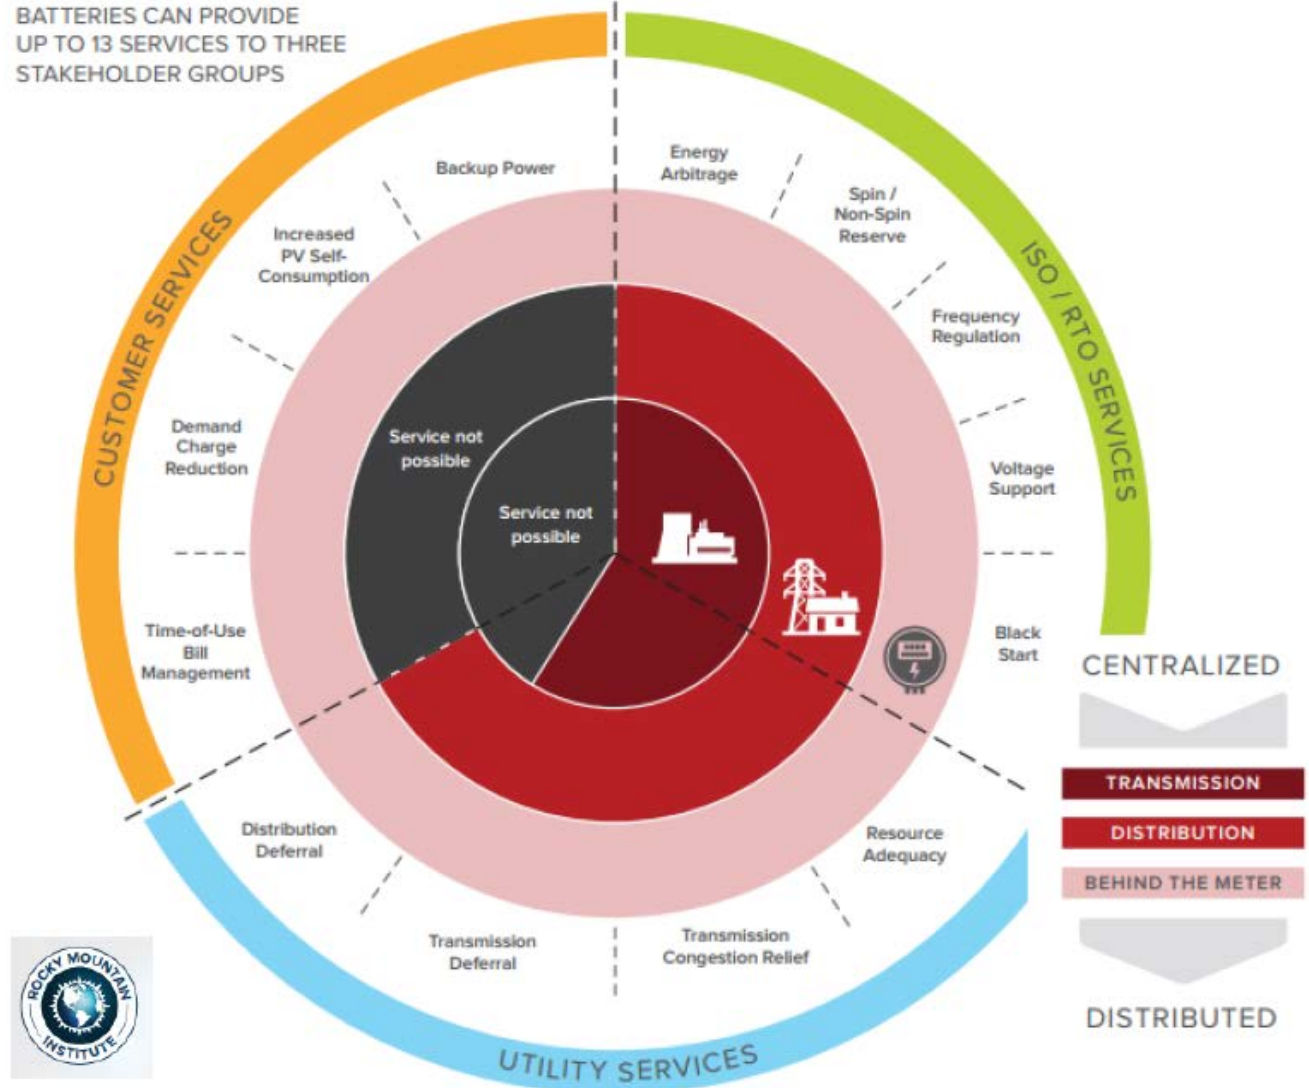 BATTERIES CAN PROVIDE
UP TO 13 SERVICES TO THREE
STAKEHOLDER GROUPS
CUSTOMER SERVICES
ISO / RTO SERVICES
UTILITY SERVICES
Backup Power
Increased
PV Self-
Consumption
Demand
Charge
Reduction
Time-of-Use
Bill
Management
Energy
Arbitrage
Spin /
Non-Spin
Reserve
Frequency
Regulation
Voltage
Support
Black
Start
Service not
possible
Service not
possible
Distribution
Deferral
Transmission
Deferral
Transmission
Congestion Relief
Resource
Adequacy
CENTRALIZED
TRANSMISSION
DISTRIBUTION
BEHIND THE METER
DISTRIBUTED
ROCKY MOUNTAIN
INSTITUTE